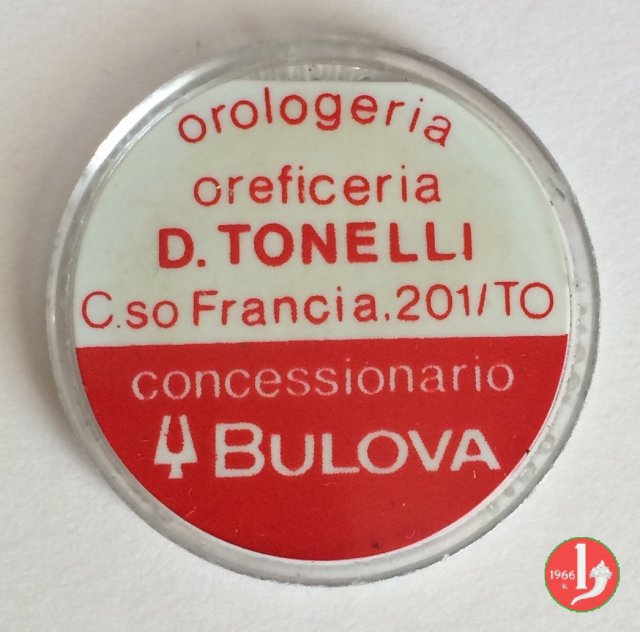 orologeria
oreficeria
D. TONELLI
C.so Francia, 201/TO
concessionario
BULOVA
1966